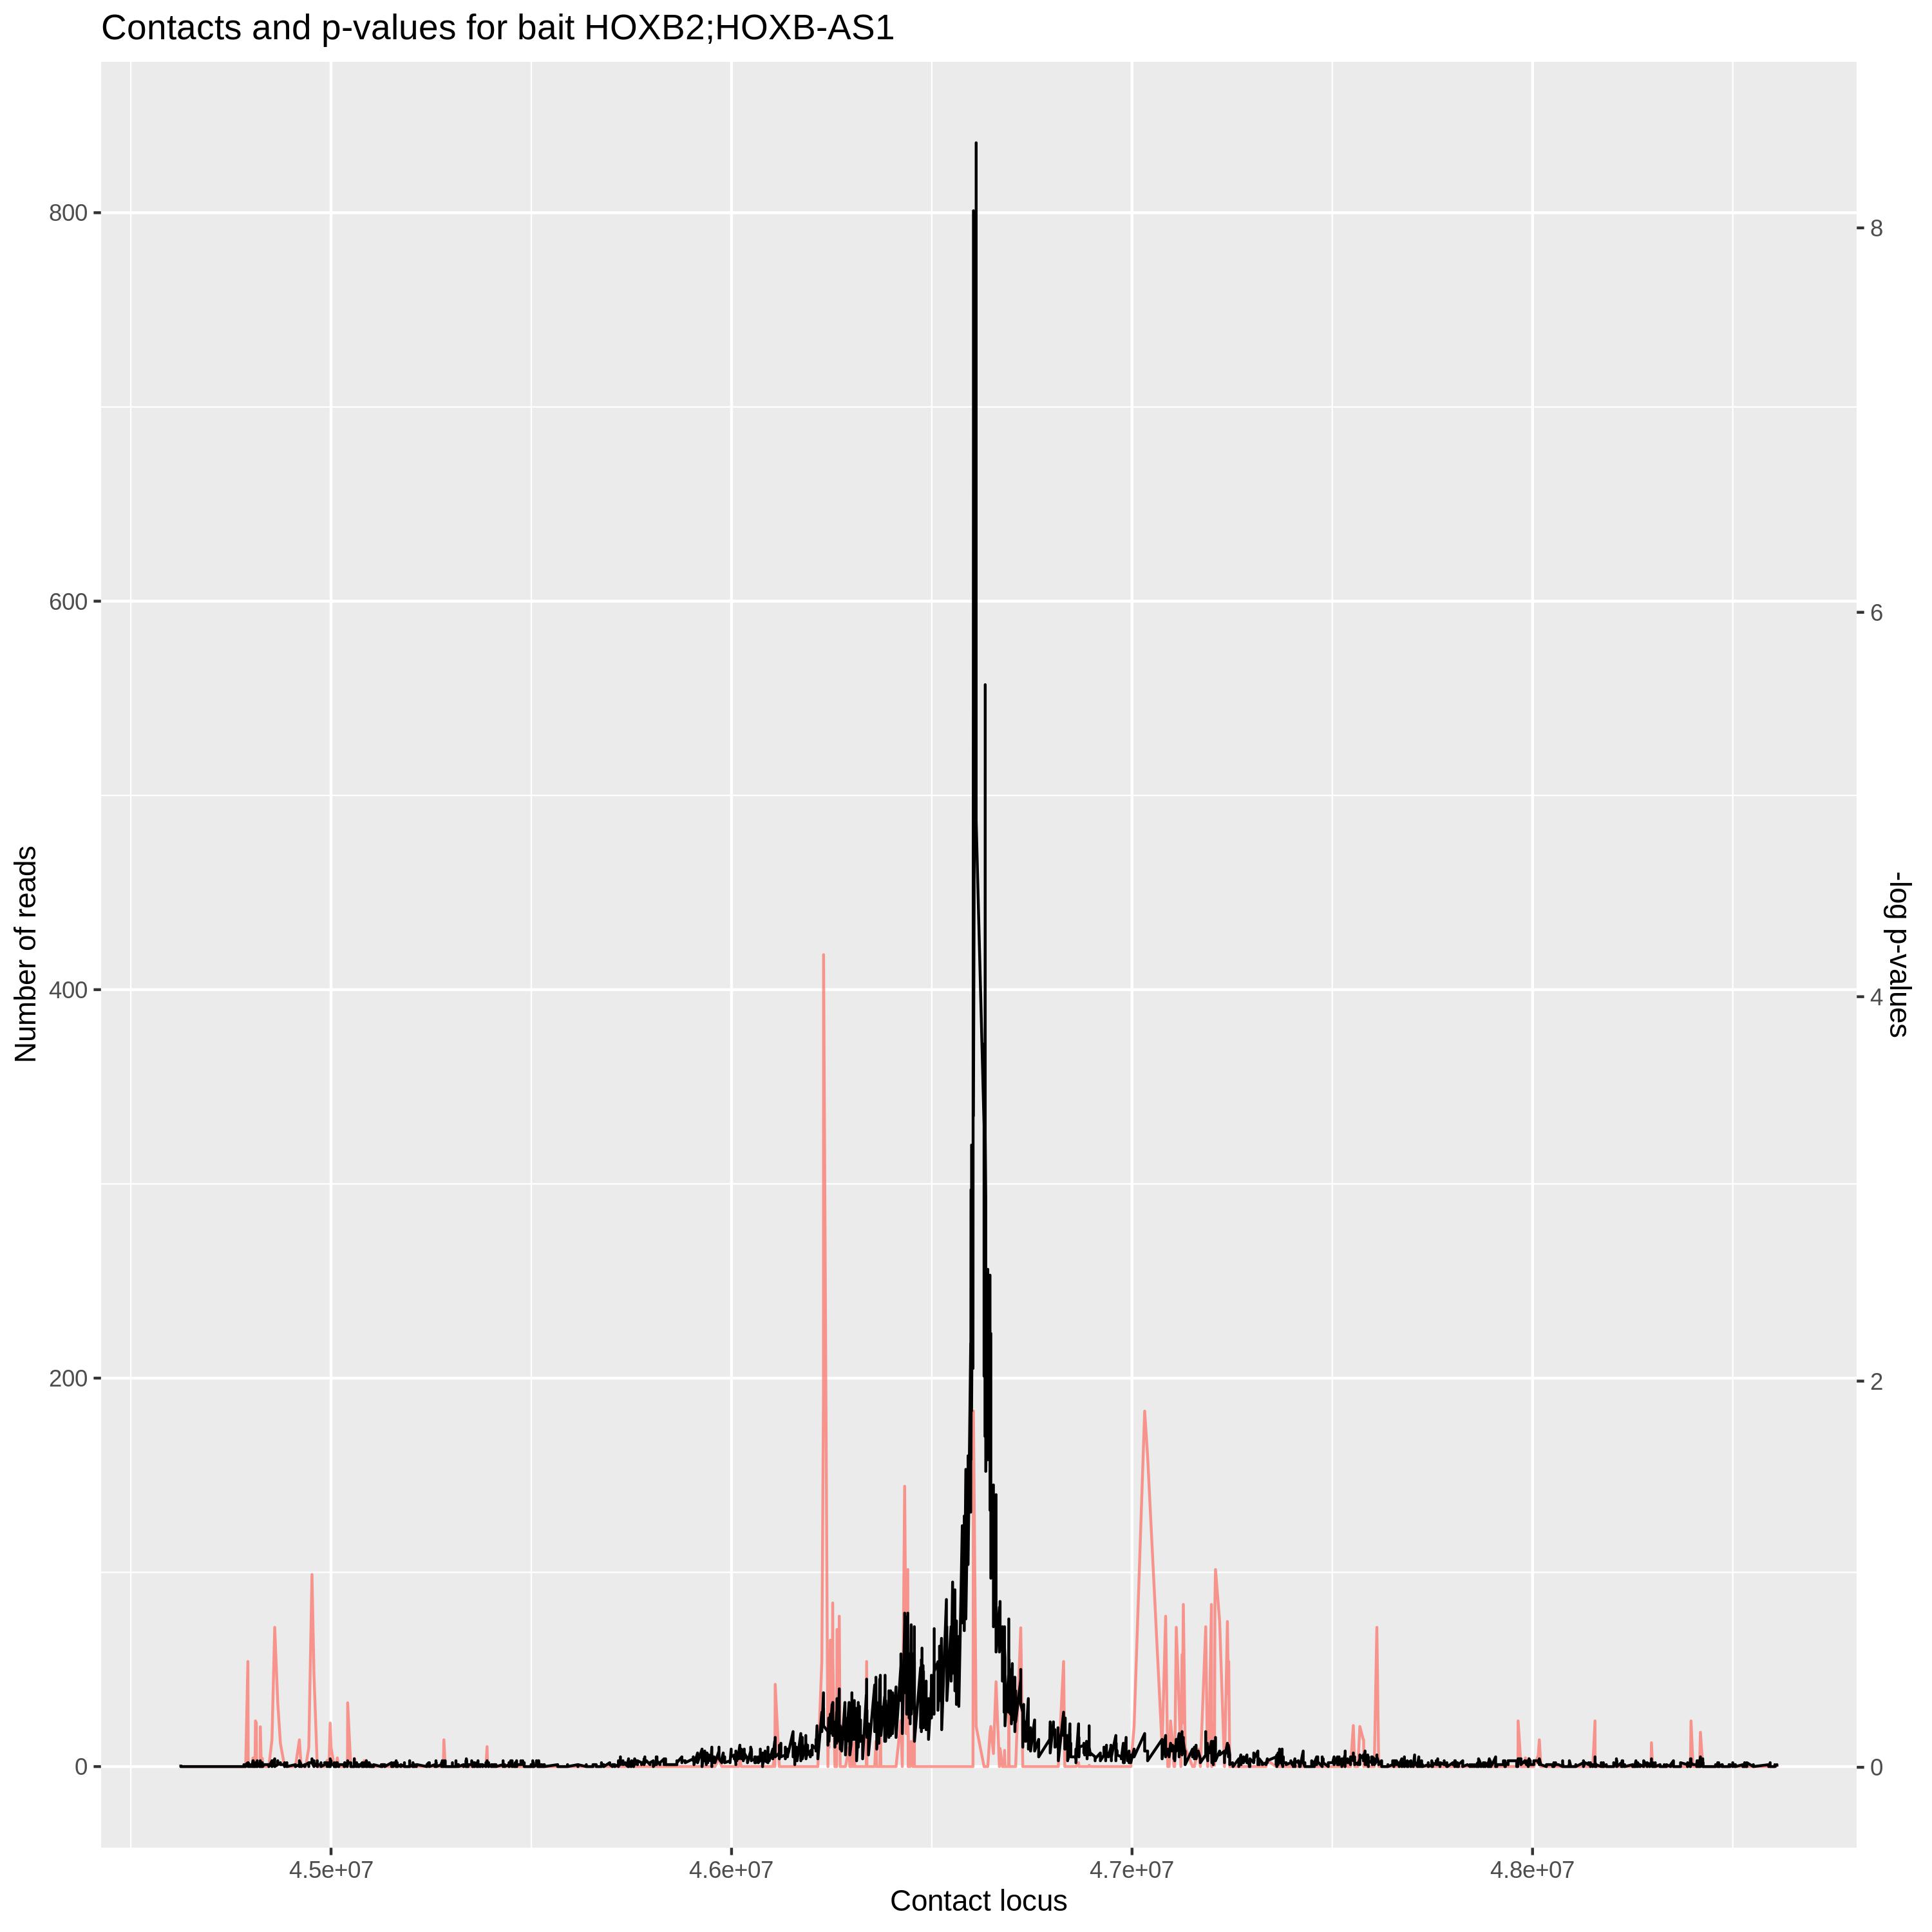 Contacts and p-values for bait HOXB2;HOXB-AS1
800
600
400
200
0
Number of reads
8
6
4
2
0
-log p-values
4.5e+07
4.6e+07
4.7e+07
4.8e+07
Contact locus